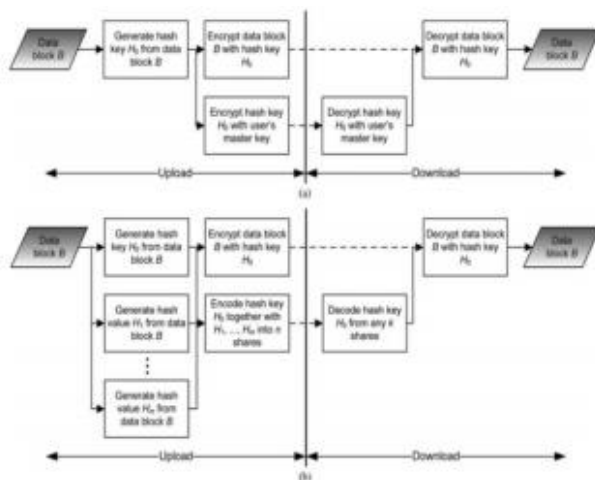 Data
block B
Generate hash
key H₀ from data
block B
Encrypt data block
B with hash key
H₀
Decrypt data block
B with hash key
H₀
Data
block B
Encrypt hash key
H₀ with user's
master key
Decrypt hash key
H₀ with user's
master key
Upload
Download
(a)
Data
block B
Generate hash
key H₀ from data
block B
Encrypt data block
B with hash key
H₀
Decrypt data block
B with hash key
H₀
Data
block B
Generate hash
value H₁ from data
block B
Encode hash key
H₀ together with
H₁, ..., Hₘ into n
shares
Decode hash key
H₀ from any k
shares
Generate hash
value Hₘ from
data block B
Upload
Download
(b)